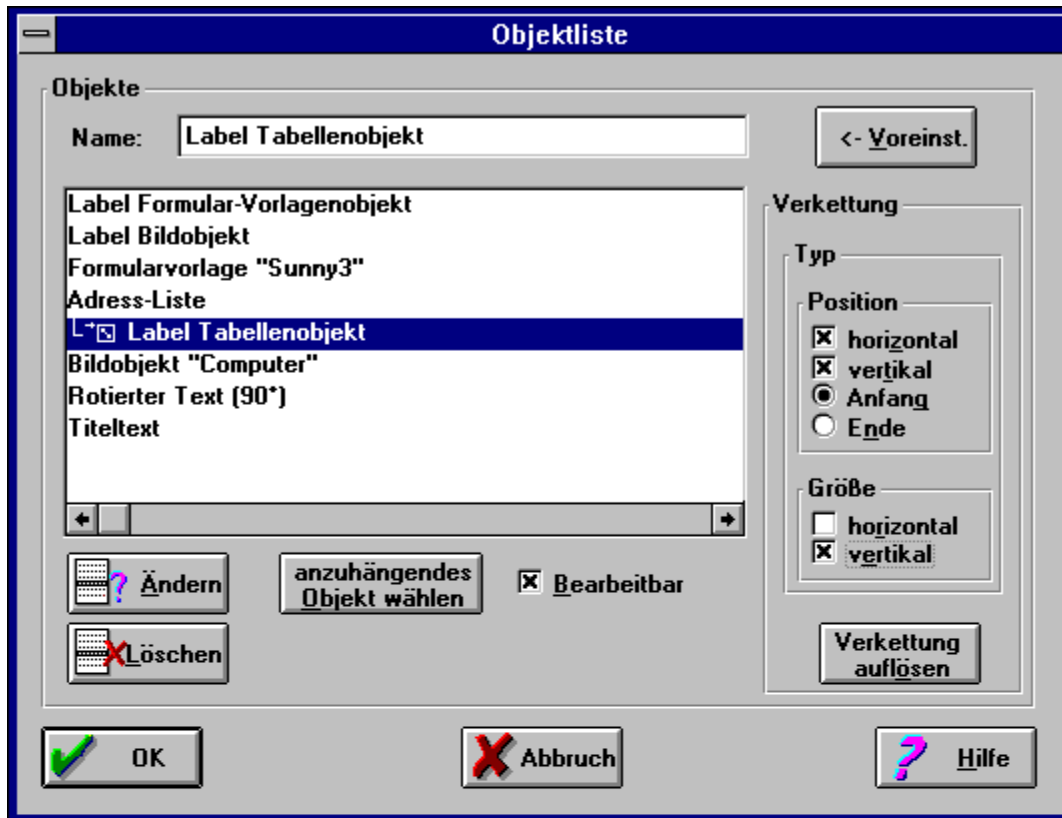 Objektliste
Objekte
Name:
Label Tabellenobjekt
<- Voreinst.
Label Formular-Vorlagenobjekt
Label Bildobjekt
Formularvorlage "Sunny3"
Adress-Liste
Label Tabellenobjekt
Bildobjekt "Computer"
Rotierter Text (90°)
Titeltext
Verkettung
Typ
Position
horizontal
vertikal
Anfang
Ende
Größe
horizontal
vertikal
Ändern
anzuhängendes
Objekt wählen
Bearbeitbar
Löschen
Verkettung
auflösen
OK
Abbruch
Hilfe